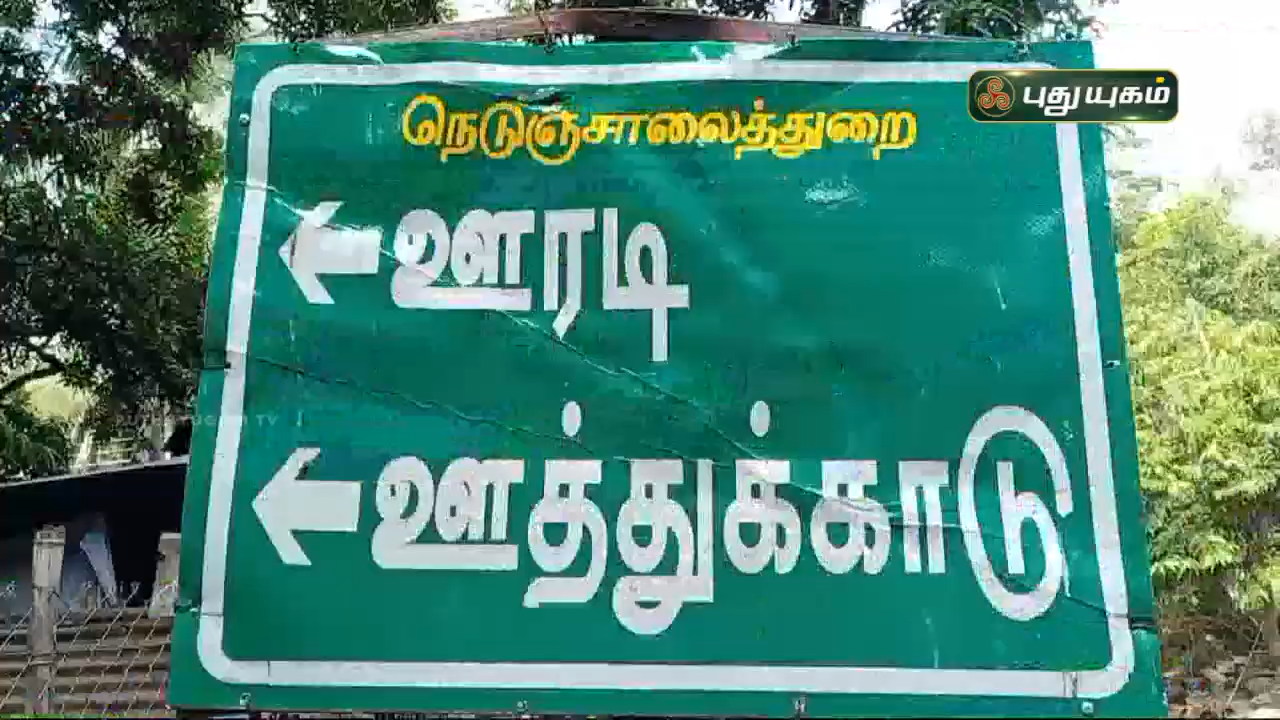 புதுயுகம்
நெடுஞ்சாலைத்துறை
ஊரடி
ஊத்துக்காடு